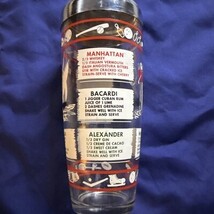 MANHATTAN
2/3 WHISKEY
1/3 ITALIAN VERMOUTH
DASH ANGOSTURA BITTERS
STIR WITH CRACKED ICE
STRAIN-SERVE WITH CHERRY
BACARDI
1 JIGGER CUBAN RUM
JUICE OF 1 LIME
2 DASHES GRENADINE
SHAKE WELL WITH ICE
STRAIN AND SERVE
ALEXANDER
1/3 DRY GIN
1/3 CREME DE CACAO
1/3 SWEET CREAM
SHAKE WELL WITH ICE
STRAIN AND SERVE